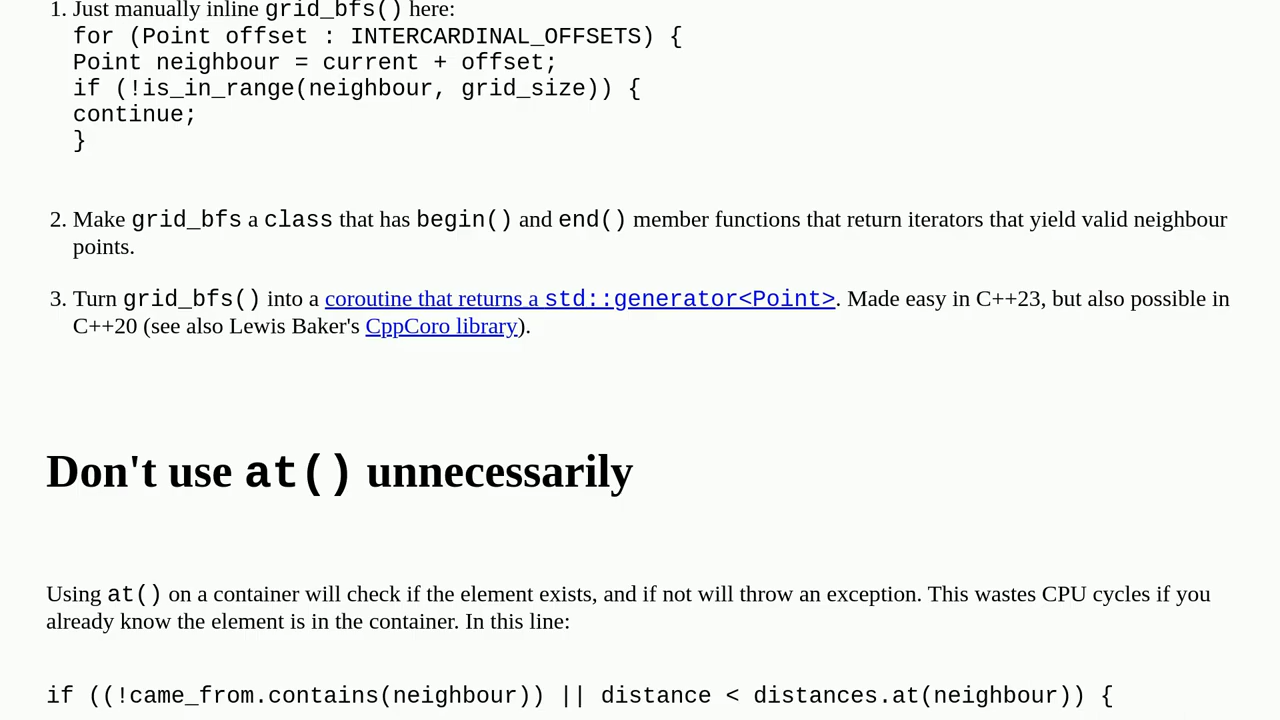 1. Just manually inline grid_bfs() here:
for (Point offset : INTERCARDINAL_OFFSETS) {
Point neighbour = current + offset;
if (!is_in_range(neighbour, grid_size)) {
continue;
}
2. Make grid_bfs a class that has begin() and end() member functions that return iterators that yield valid neighbour
points.
3. Turn grid_bfs() into a coroutine that returns a std::generator<Point>. Made easy in C++23, but also possible in
C++20 (see also Lewis Baker's CppCoro library).
Don't use at() unnecessarily
Using at() on a container will check if the element exists, and if not will throw an exception. This wastes CPU cycles if you
already know the element is in the container. In this line:
if ((!came_from.contains(neighbour)) || distance < distances.at(neighbour)) {